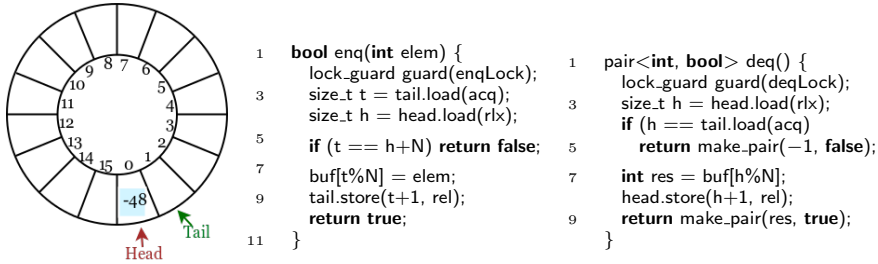 8 7
9 6
10 5
11 4
12 3
13 2
14 1
15 0
-48
Tail
Head
1 bool enq(int elem) {
lock_guard guard(enqLock);
3 size_t t = tail.load(acq);
size_t h = head.load(rlx);
5 if (t == h+N) return false;
7 buf[t%N] = elem;
9 tail.store(t+1, rel);
return true;
11 }
1 pair<int, bool> deq() {
lock_guard guard(deqLock);
3 size_t h = head.load(rlx);
if (h == tail.load(acq)
5 return make_pair(−1, false);
7 int res = buf[h%N];
head.store(h+1, rel);
9 return make_pair(res, true);
}